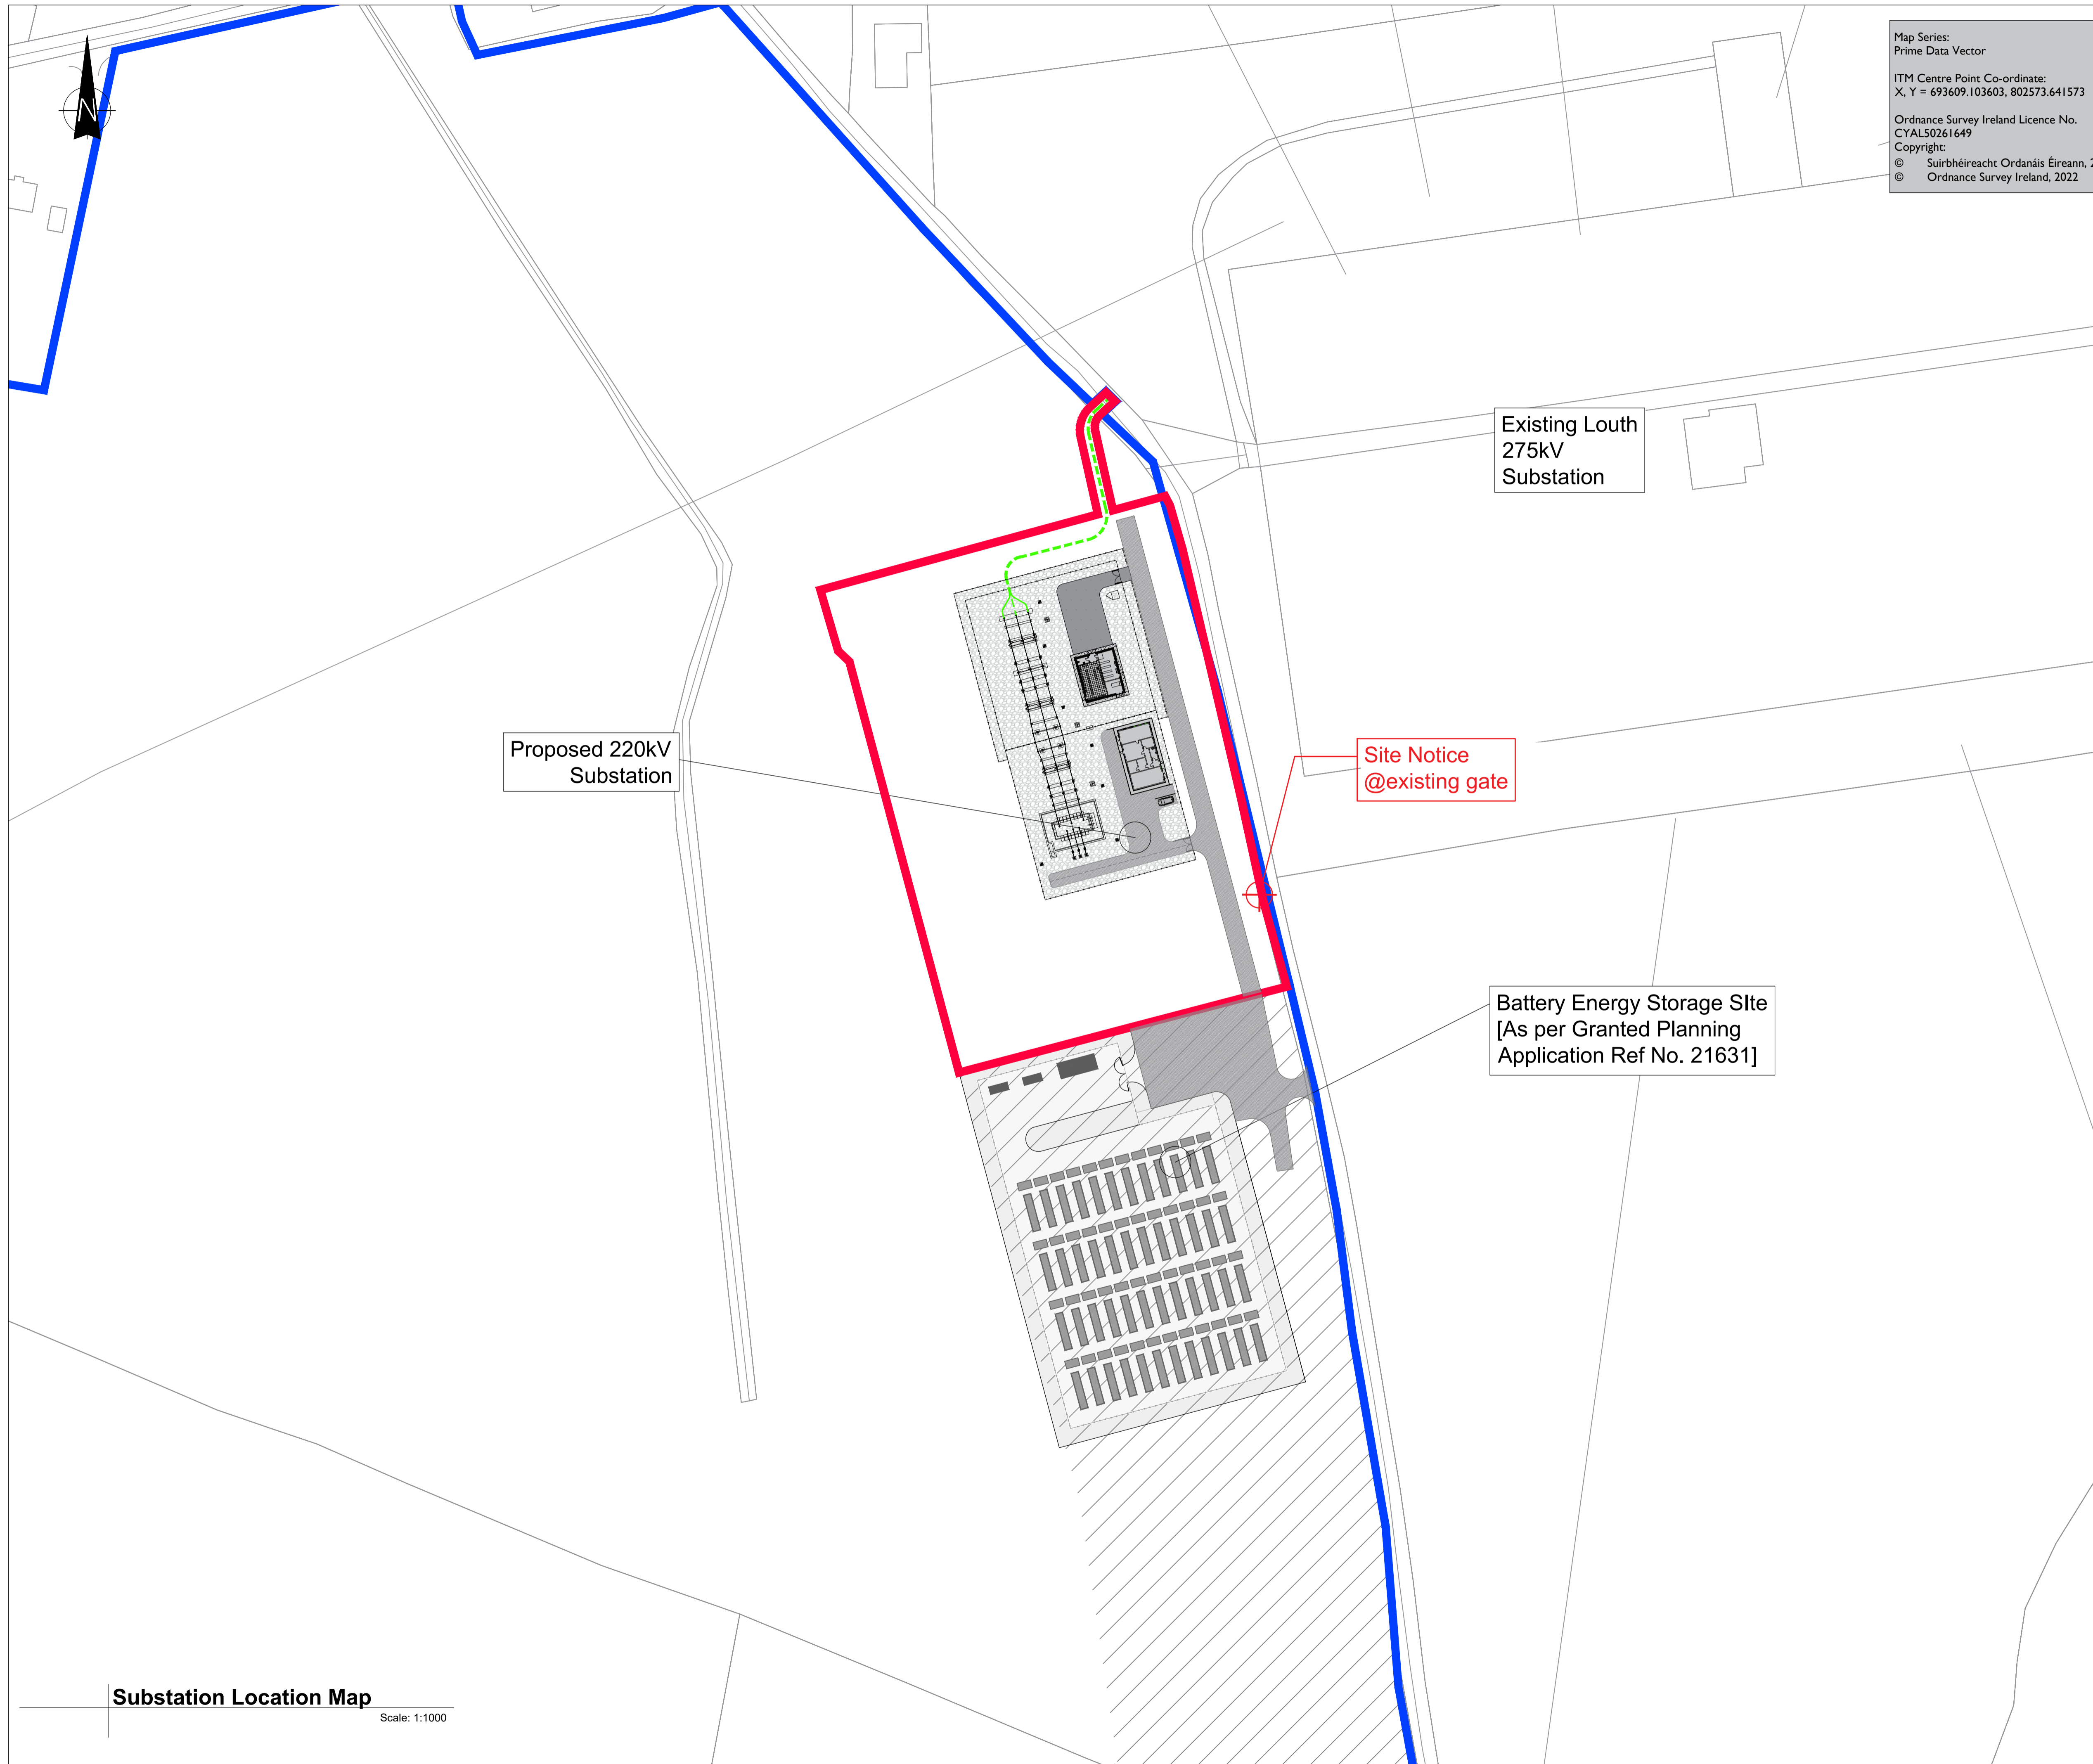 Map Series:
Prime Data Vector
ITM Centre Point Co-ordinate:
X, Y = 693609.103603, 802573.641573
Ordnance Survey Ireland Licence No.
CYAL50261649
Copyright:
© Suirbhéireacht Ordanáis Éireann, 2
© Ordnance Survey Ireland, 2022
N
Existing Louth
275kV
Substation
Proposed 220kV
Substation
Site Notice
@existing gate
Battery Energy Storage SIte
[As per Granted Planning
Application Ref No. 21631]
Substation Location Map
Scale: 1:1000